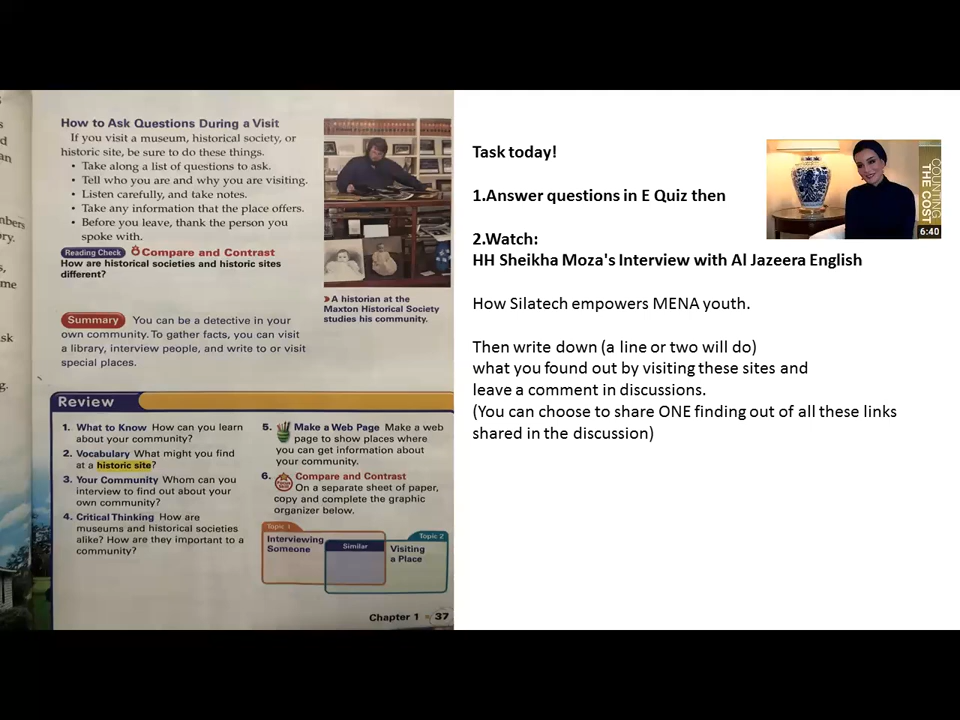 How to Ask Questions During a Visit
If you visit a museum, historical society, or
historic site, be sure to do these things.
• Take along a list of questions to ask.
• Tell who you are and why you are visiting.
• Listen carefully, and take notes.
• Take any information that the place offers.
• Before you leave, thank the person you
spoke with.
Reading Check Compare and Contrast
How are historical societies and historic sites
different?
A historian at the
Maxton Historical Society
studies his community.
Summary You can be a detective in your
own community. To gather facts, you can visit
a library, interview people, and write to or visit
special places.
Review
1. What to Know How can you learn
about your community?
2. Vocabulary What might you find
at a historic site?
3. Your Community Whom can you
interview to find out about your
own community?
4. Critical Thinking How are
museums and historical societies
alike? How are they important to a
community?
5. Make a Web Page Make a web
page to show places where
you can get information about
your community.
6. Focus Skill Compare and Contrast
On a separate sheet of paper,
copy and complete the graphic
organizer below.
Topic 1
Interviewing
Someone
Similar
Topic 2
Visiting
a Place
Chapter 1 ▪ 37
Task today!
1.Answer questions in E Quiz then
2.Watch:
HH Sheikha Moza's Interview with Al Jazeera English
How Silatech empowers MENA youth.
Then write down (a line or two will do)
what you found out by visiting these sites and
leave a comment in discussions.
(You can choose to share ONE finding out of all these links
shared in the discussion)
COUNTING
THE COST
6:40